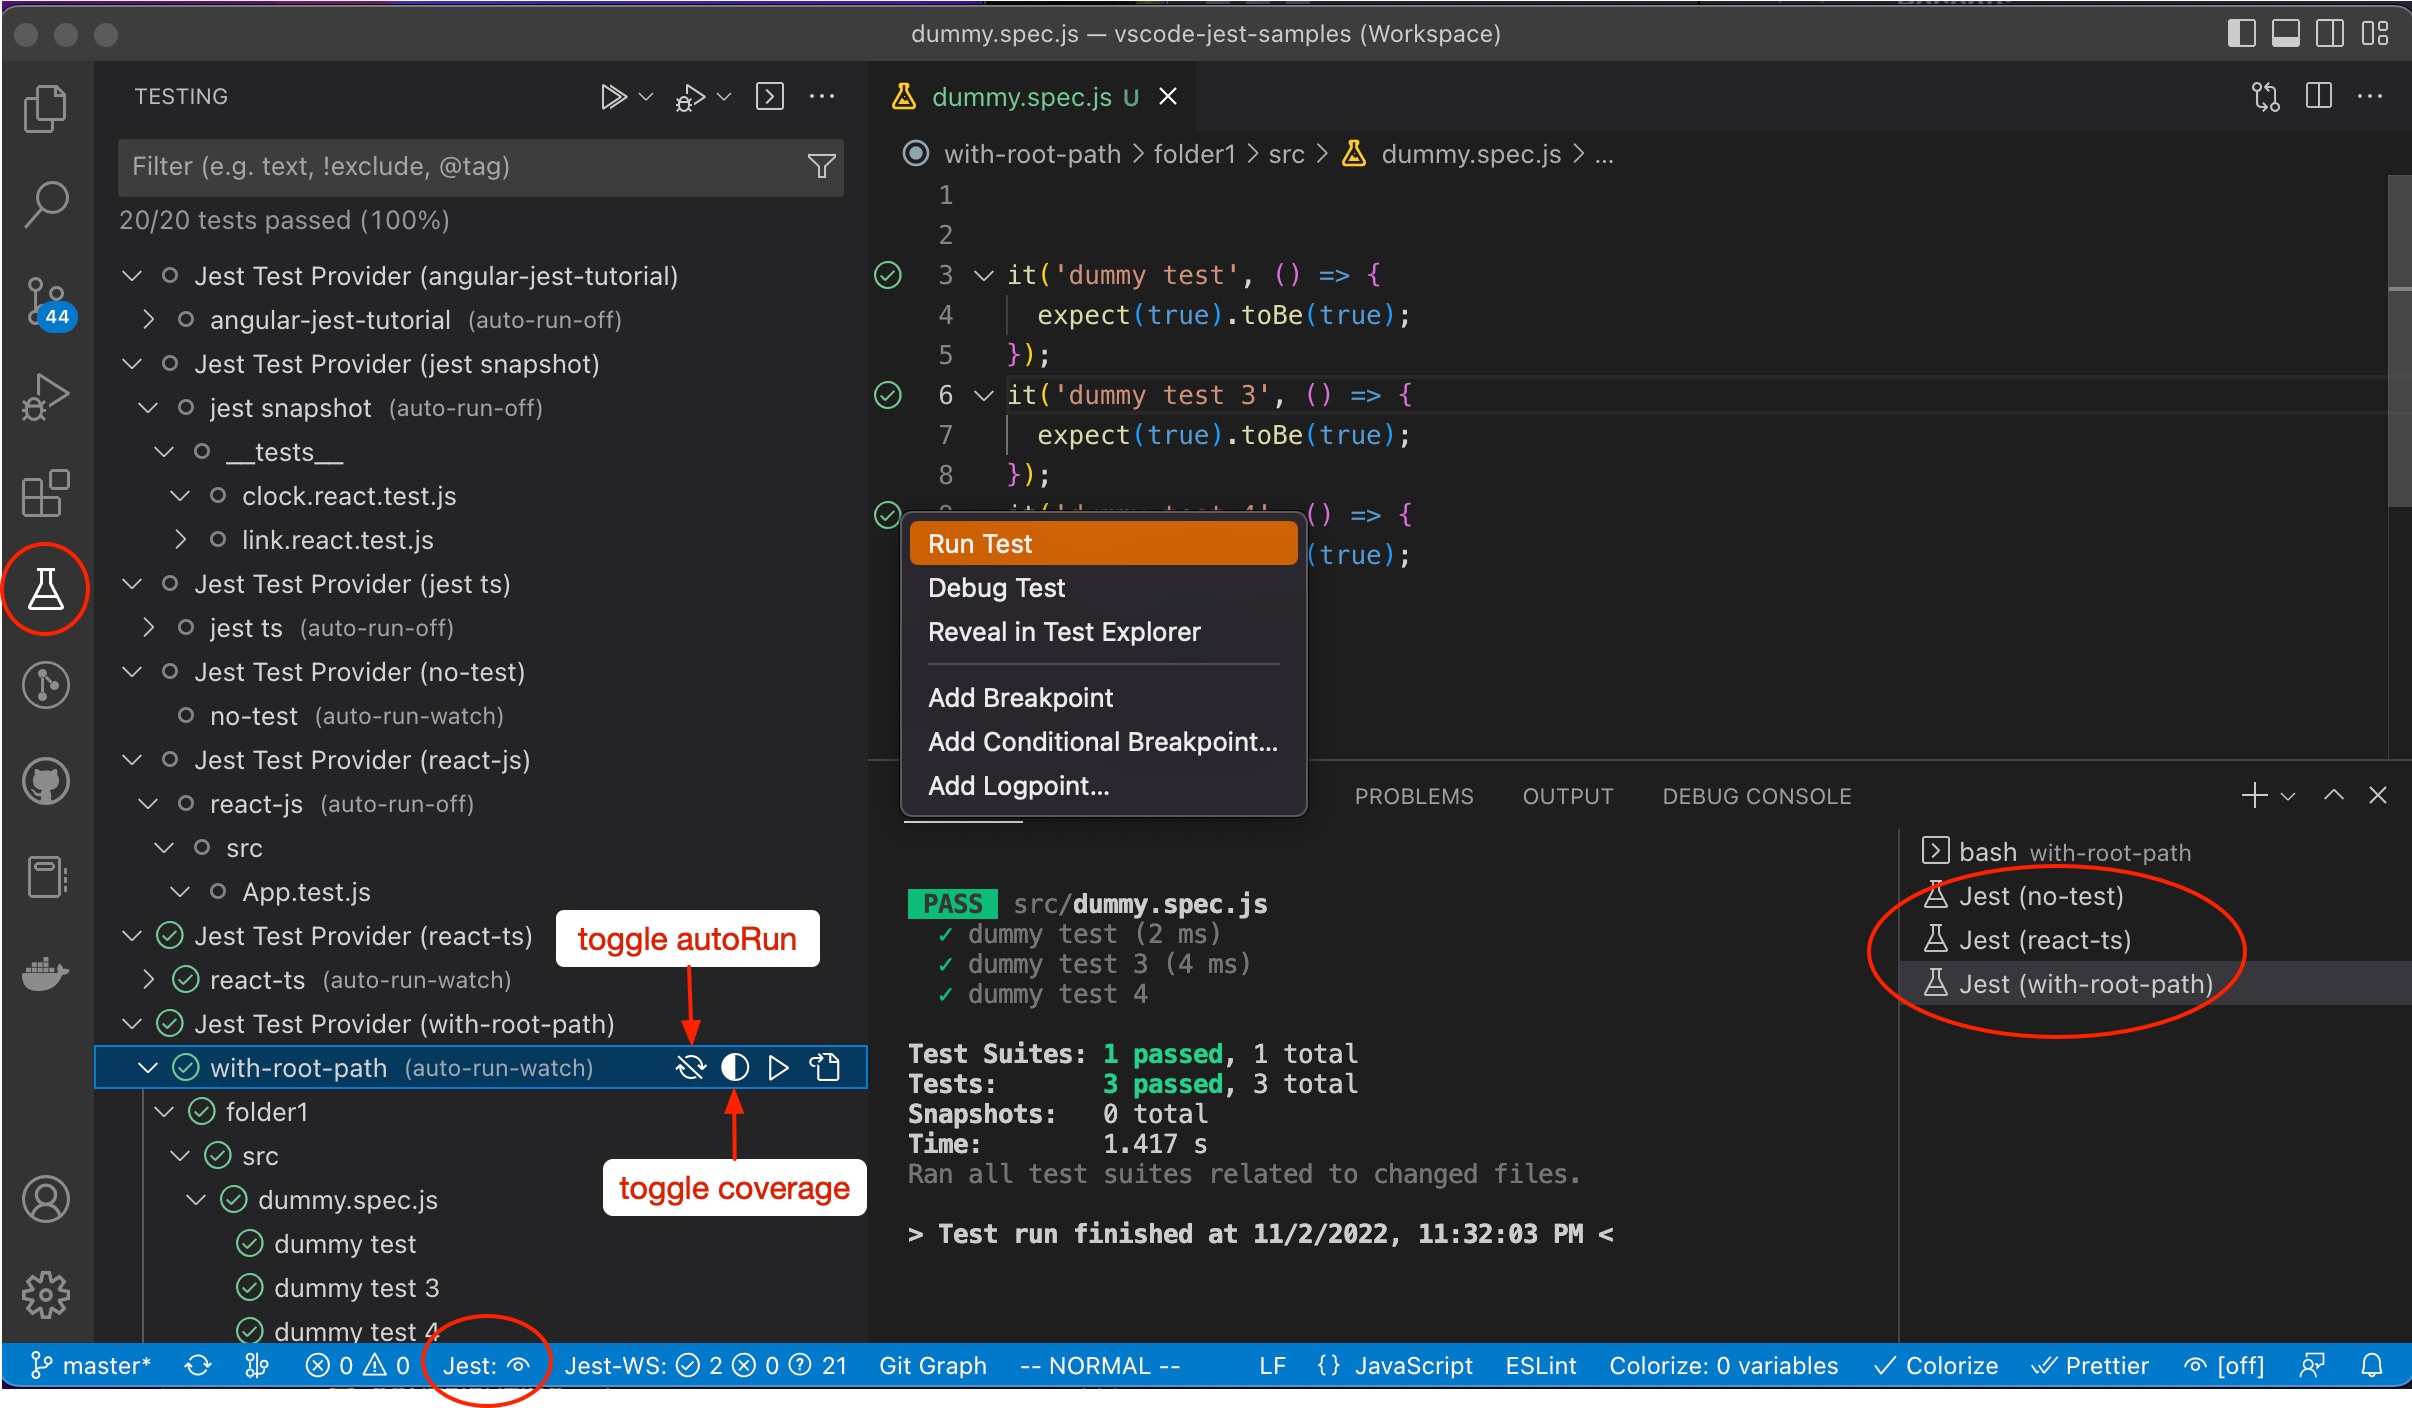 dummy.spec.js — vscode-jest-samples (Workspace)
44
TESTING
Filter (e.g. text, !exclude, @tag)
20/20 tests passed (100%)
Jest Test Provider (angular-jest-tutorial)
angular-jest-tutorial (auto-run-off)
Jest Test Provider (jest snapshot)
jest snapshot (auto-run-off)
__tests__
clock.react.test.js
link.react.test.js
Jest Test Provider (jest ts)
jest ts (auto-run-off)
Jest Test Provider (no-test)
no-test (auto-run-watch)
Jest Test Provider (react-js)
react-js (auto-run-off)
src
App.test.js
Jest Test Provider (react-ts)
toggle autoRun
react-ts (auto-run-watch)
Jest Test Provider (with-root-path)
with-root-path (auto-run-watch)
folder1
src
toggle coverage
dummy.spec.js
dummy test
dummy test 3
dummy test 4
dummy.spec.js U
with-root-path > folder1 > src > dummy.spec.js > ...
1
2
3 it('dummy test', () => {
4 expect(true).toBe(true);
5 });
6 it('dummy test 3', () => {
7 expect(true).toBe(true);
8 });
() => {
(true);
Run Test
Debug Test
Reveal in Test Explorer
Add Breakpoint
Add Conditional Breakpoint...
Add Logpoint...
PROBLEMS OUTPUT DEBUG CONSOLE
PASS src/dummy.spec.js
✓ dummy test (2 ms)
✓ dummy test 3 (4 ms)
✓ dummy test 4
Test Suites: 1 passed, 1 total
Tests: 3 passed, 3 total
Snapshots: 0 total
Time: 1.417 s
Ran all test suites related to changed files.
> Test run finished at 11/2/2022, 11:32:03 PM <
bash with-root-path
Jest (no-test)
Jest (react-ts)
Jest (with-root-path)
master* 0 0 Jest: Jest-WS: 2 0 21 Git Graph -- NORMAL -- LF {} JavaScript ESLint Colorize: 0 variables Colorize Prettier [off]